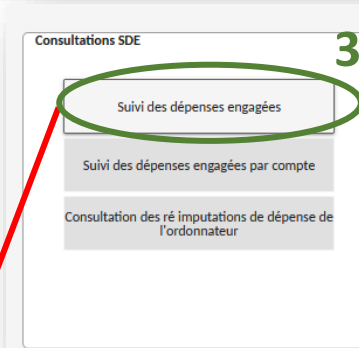 Consultations SDE
3
Suivi des dépenses engagées
Suivi des dépenses engagées par compte
Consultation des ré imputations de dépense de
l'ordonnateur